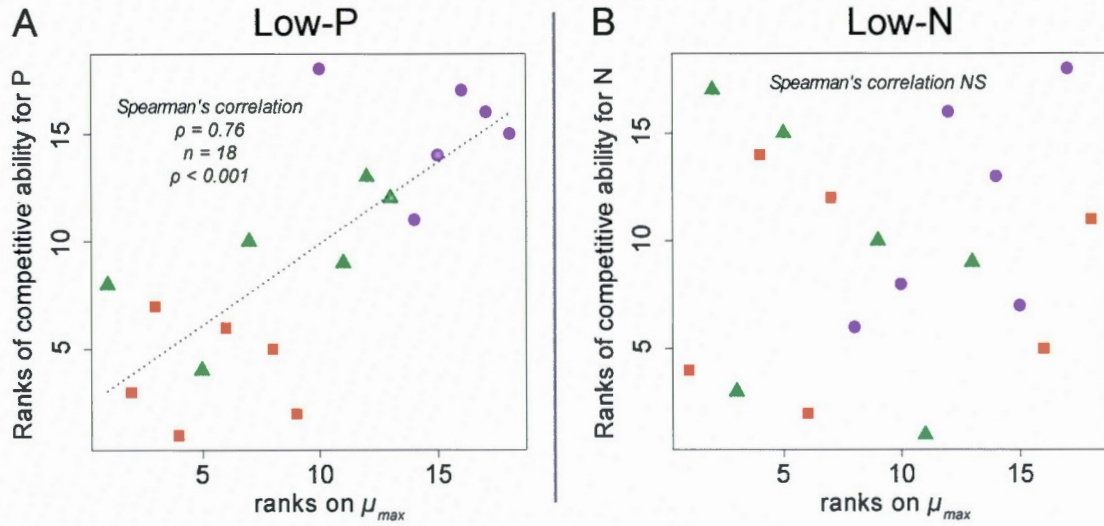 A
Low-P
Ranks of competitive ability for P
15
10
5
Spearman's correlation
ρ = 0.76
n = 18
ρ < 0.001
5
10
15
ranks on μmax
B
Low-N
Ranks of competitive ability for N
15
10
5
Spearman's correlation NS
5
10
15
ranks on μmax